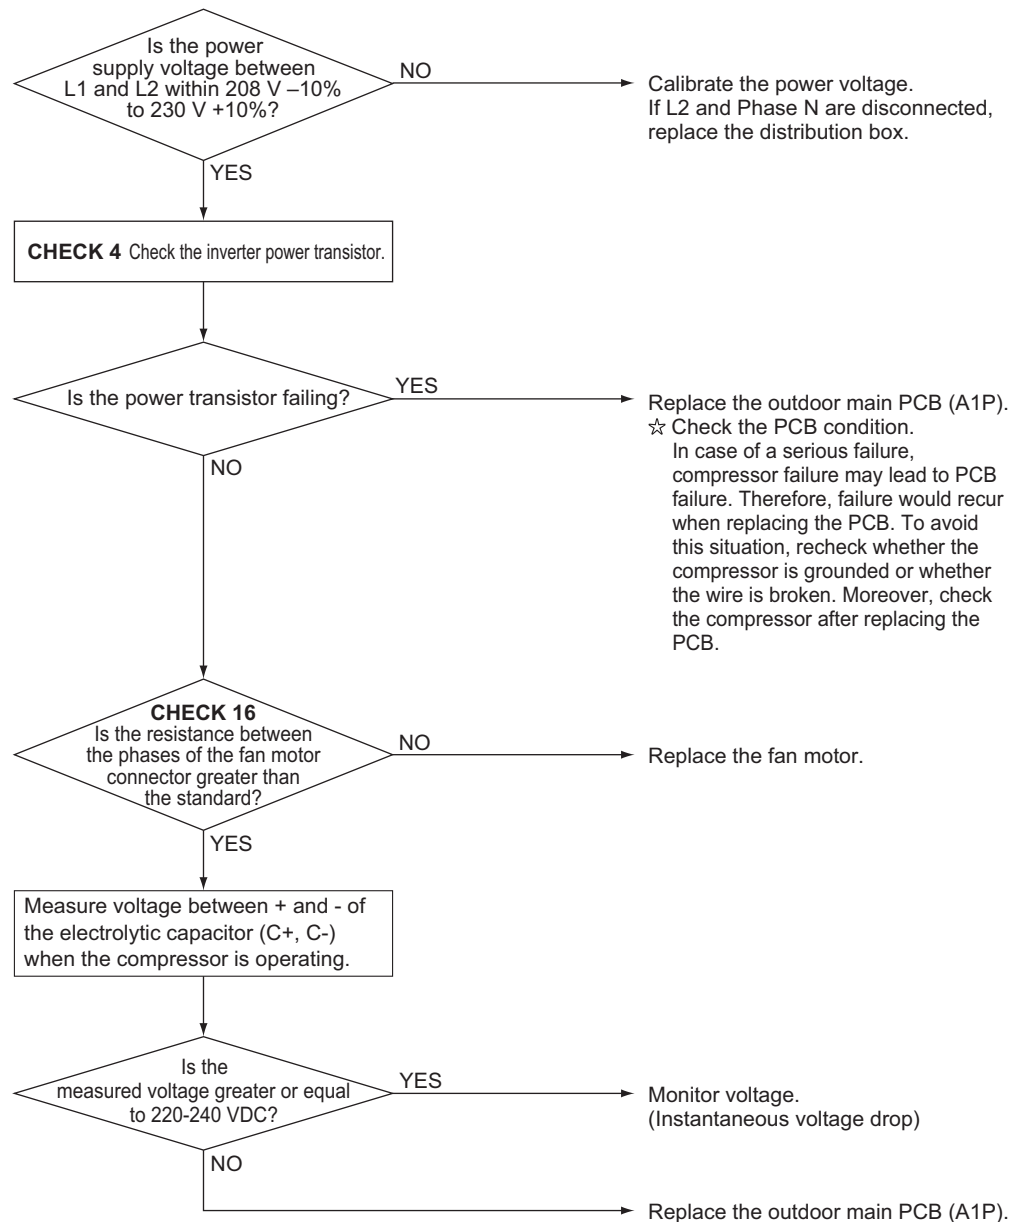 Is the power
supply voltage between
L1 and L2 within 208 V –10%
to 230 V +10%?
NO
Calibrate the power voltage.
If L2 and Phase N are disconnected,
replace the distribution box.
YES
CHECK 4 Check the inverter power transistor.
Is the power transistor failing?
YES
Replace the outdoor main PCB (A1P).
☆ Check the PCB condition.
In case of a serious failure,
compressor failure may lead to PCB
failure. Therefore, failure would recur
when replacing the PCB. To avoid
this situation, recheck whether the
compressor is grounded or whether
the wire is broken. Moreover, check
the compressor after replacing the
PCB.
NO
CHECK 16
Is the resistance between
the phases of the fan motor
connector greater than
the standard?
NO
Replace the fan motor.
YES
Measure voltage between + and - of
the electrolytic capacitor (C+, C-)
when the compressor is operating.
Is the
measured voltage greater or equal
to 220-240 VDC?
YES
Monitor voltage.
(Instantaneous voltage drop)
NO
Replace the outdoor main PCB (A1P).